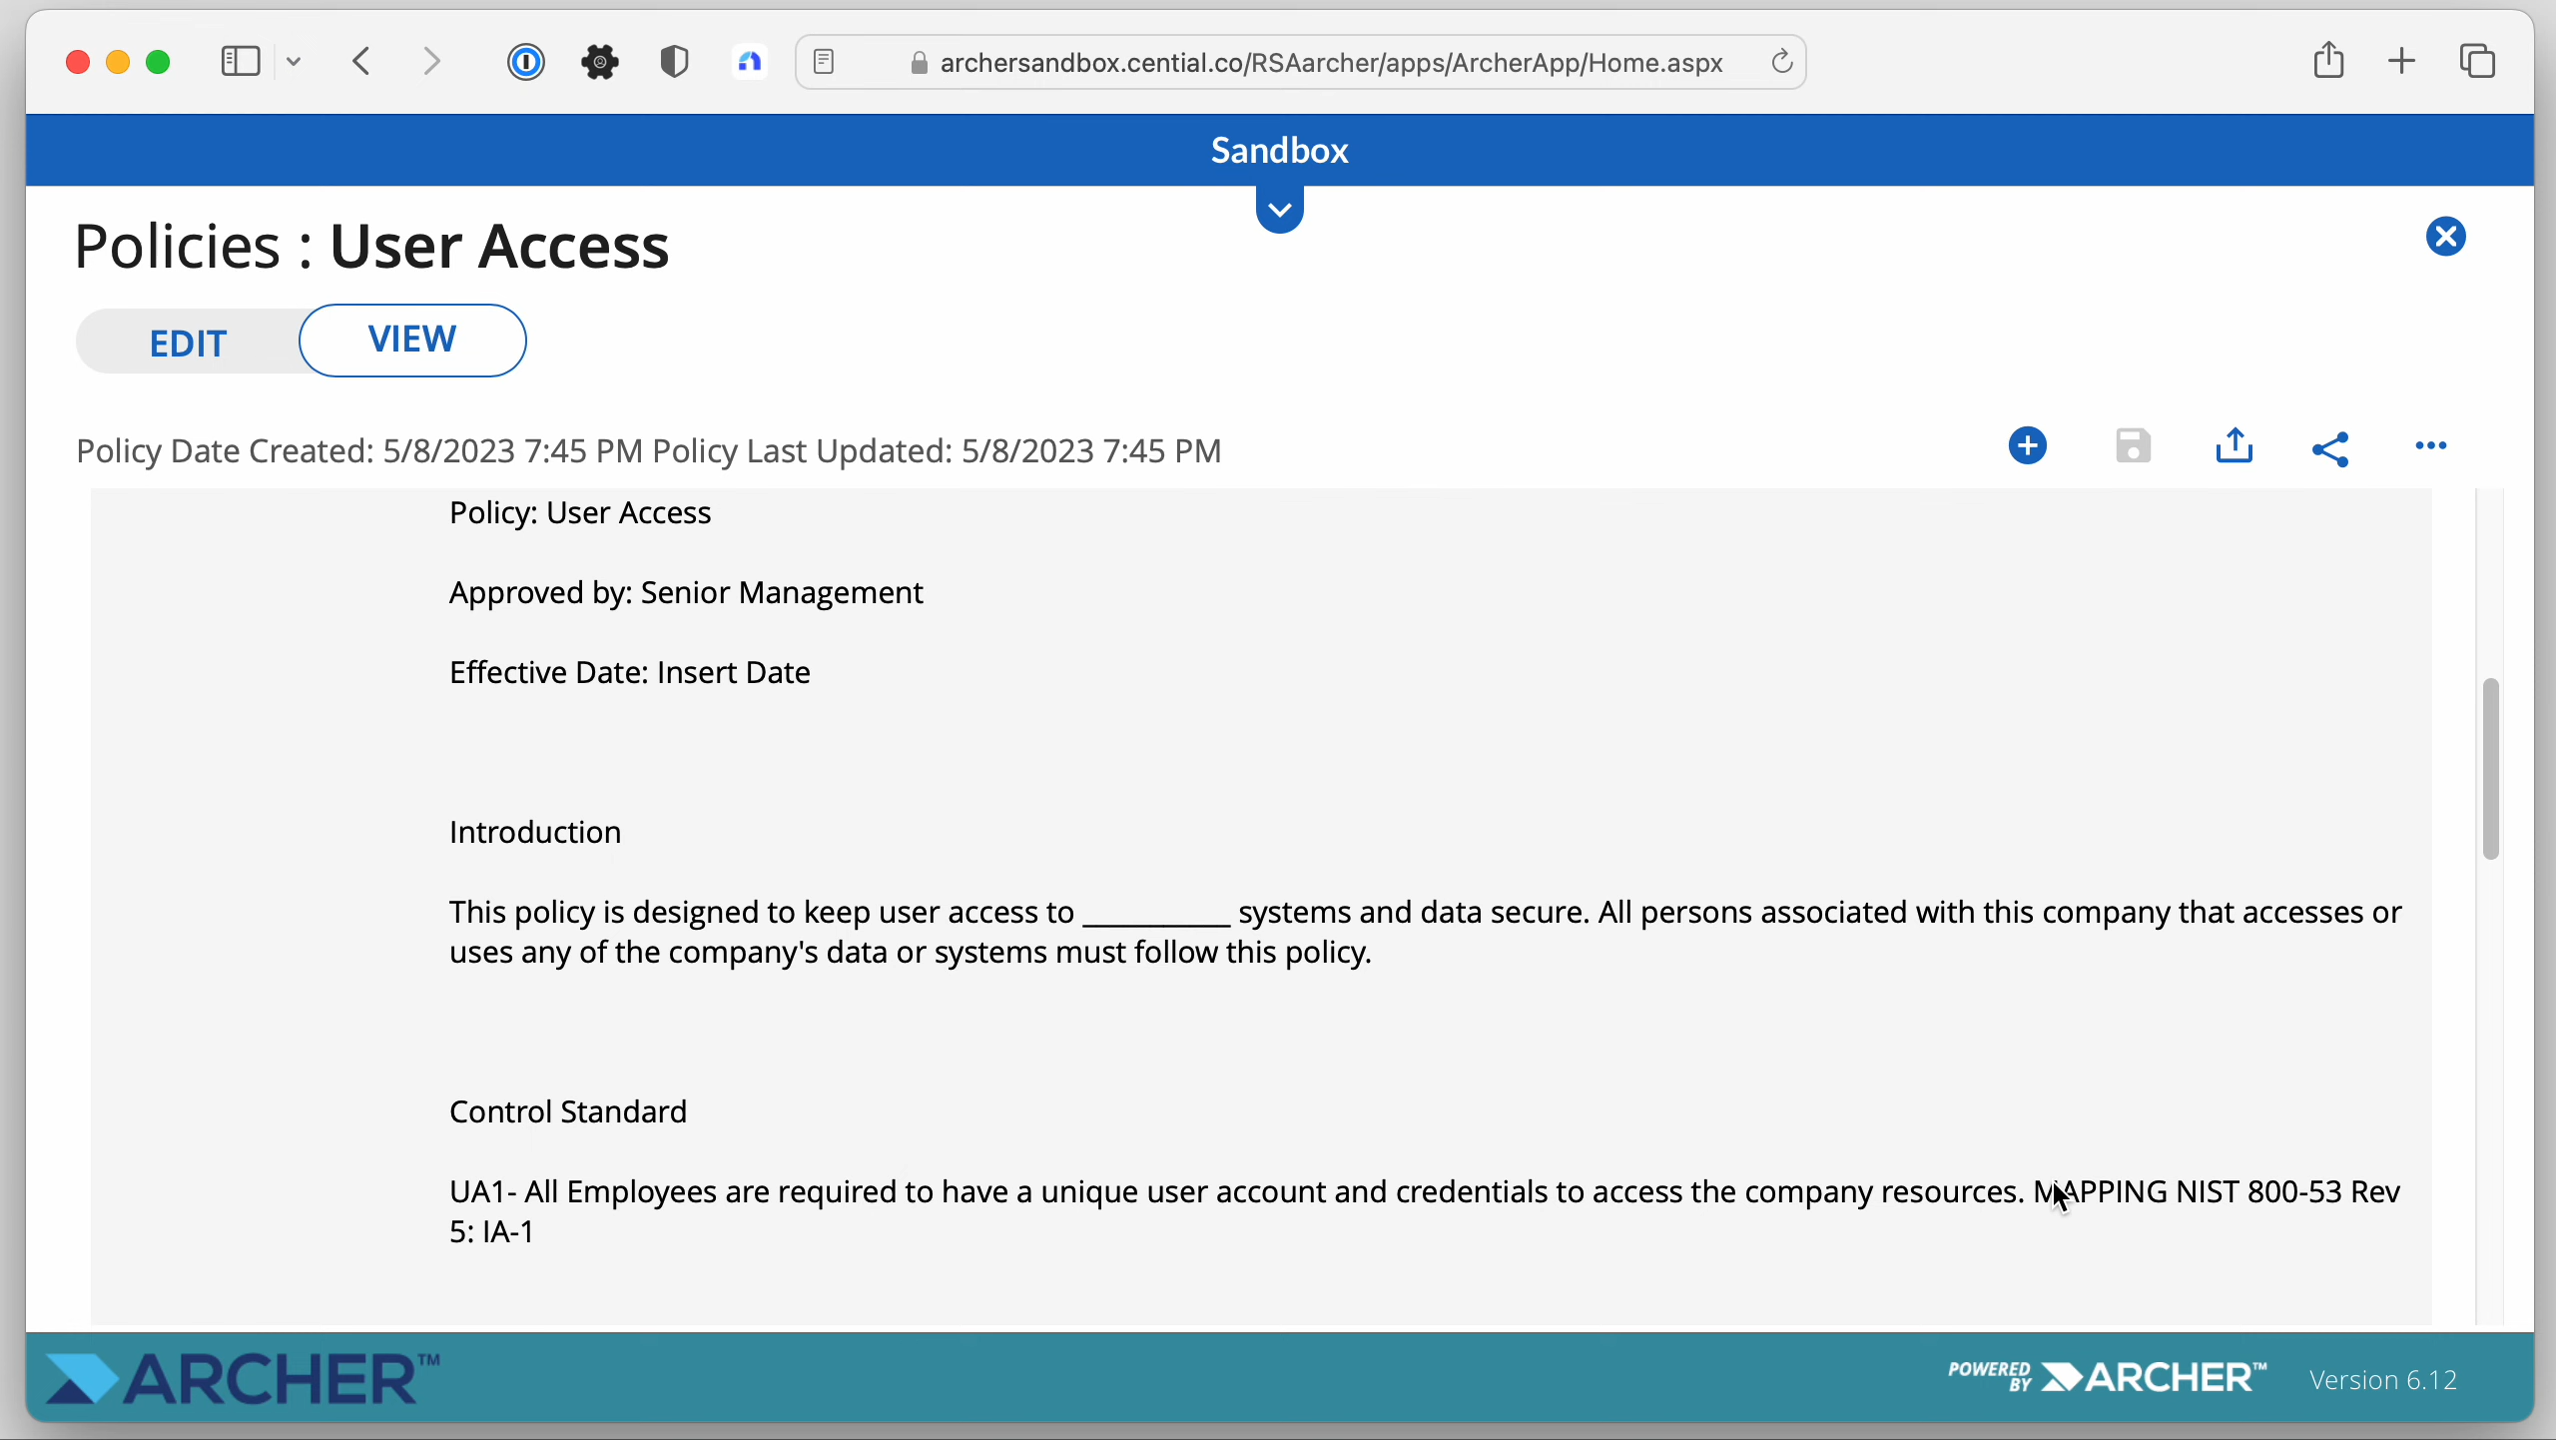 archersandbox.cential.co/RSAarcher/apps/ArcherApp/Home.aspx
Sandbox
Policies : User Access
EDIT
VIEW
Policy Date Created: 5/8/2023 7:45 PM Policy Last Updated: 5/8/2023 7:45 PM
Policy: User Access
Approved by: Senior Management
Effective Date: Insert Date
Introduction
This policy is designed to keep user access to __________ systems and data secure. All persons associated with this company that accesses or
uses any of the company's data or systems must follow this policy.
Control Standard
UA1- All Employees are required to have a unique user account and credentials to access the company resources. MAPPING NIST 800-53 Rev
5: IA-1
ARCHER™
POWERED BY ARCHER™
Version 6.12